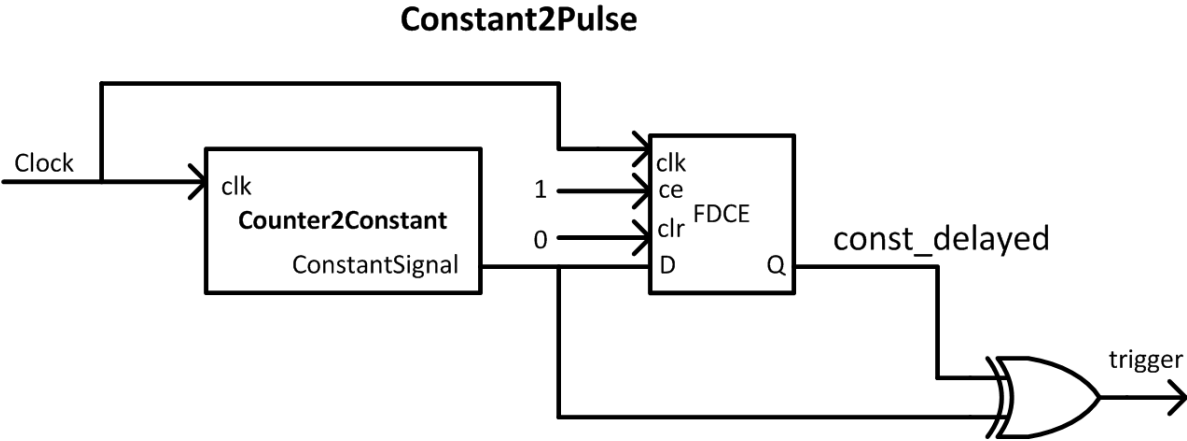 Constant2Pulse
Clock
clk
Counter2Constant
ConstantSignal
1
0
clk
ce
clr
FDCE
D
Q
const_delayed
trigger